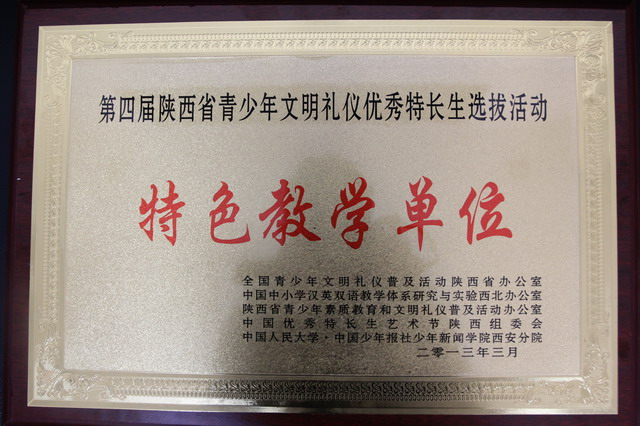 第四届陕西省青少年文明礼仪优秀特长生选拔活动
特色教学单位
全国青少年文明礼仪普及活动陕西省办公室
中国中小学汉英双语教学体系研究与实验西北办公室
陕西省青少年素质教育和文明礼仪普及活动办公室
中国优秀特长生艺术节陕西组委会
中国人民大学·中国少年报社少年新闻学院西安分院
二零一三年三月